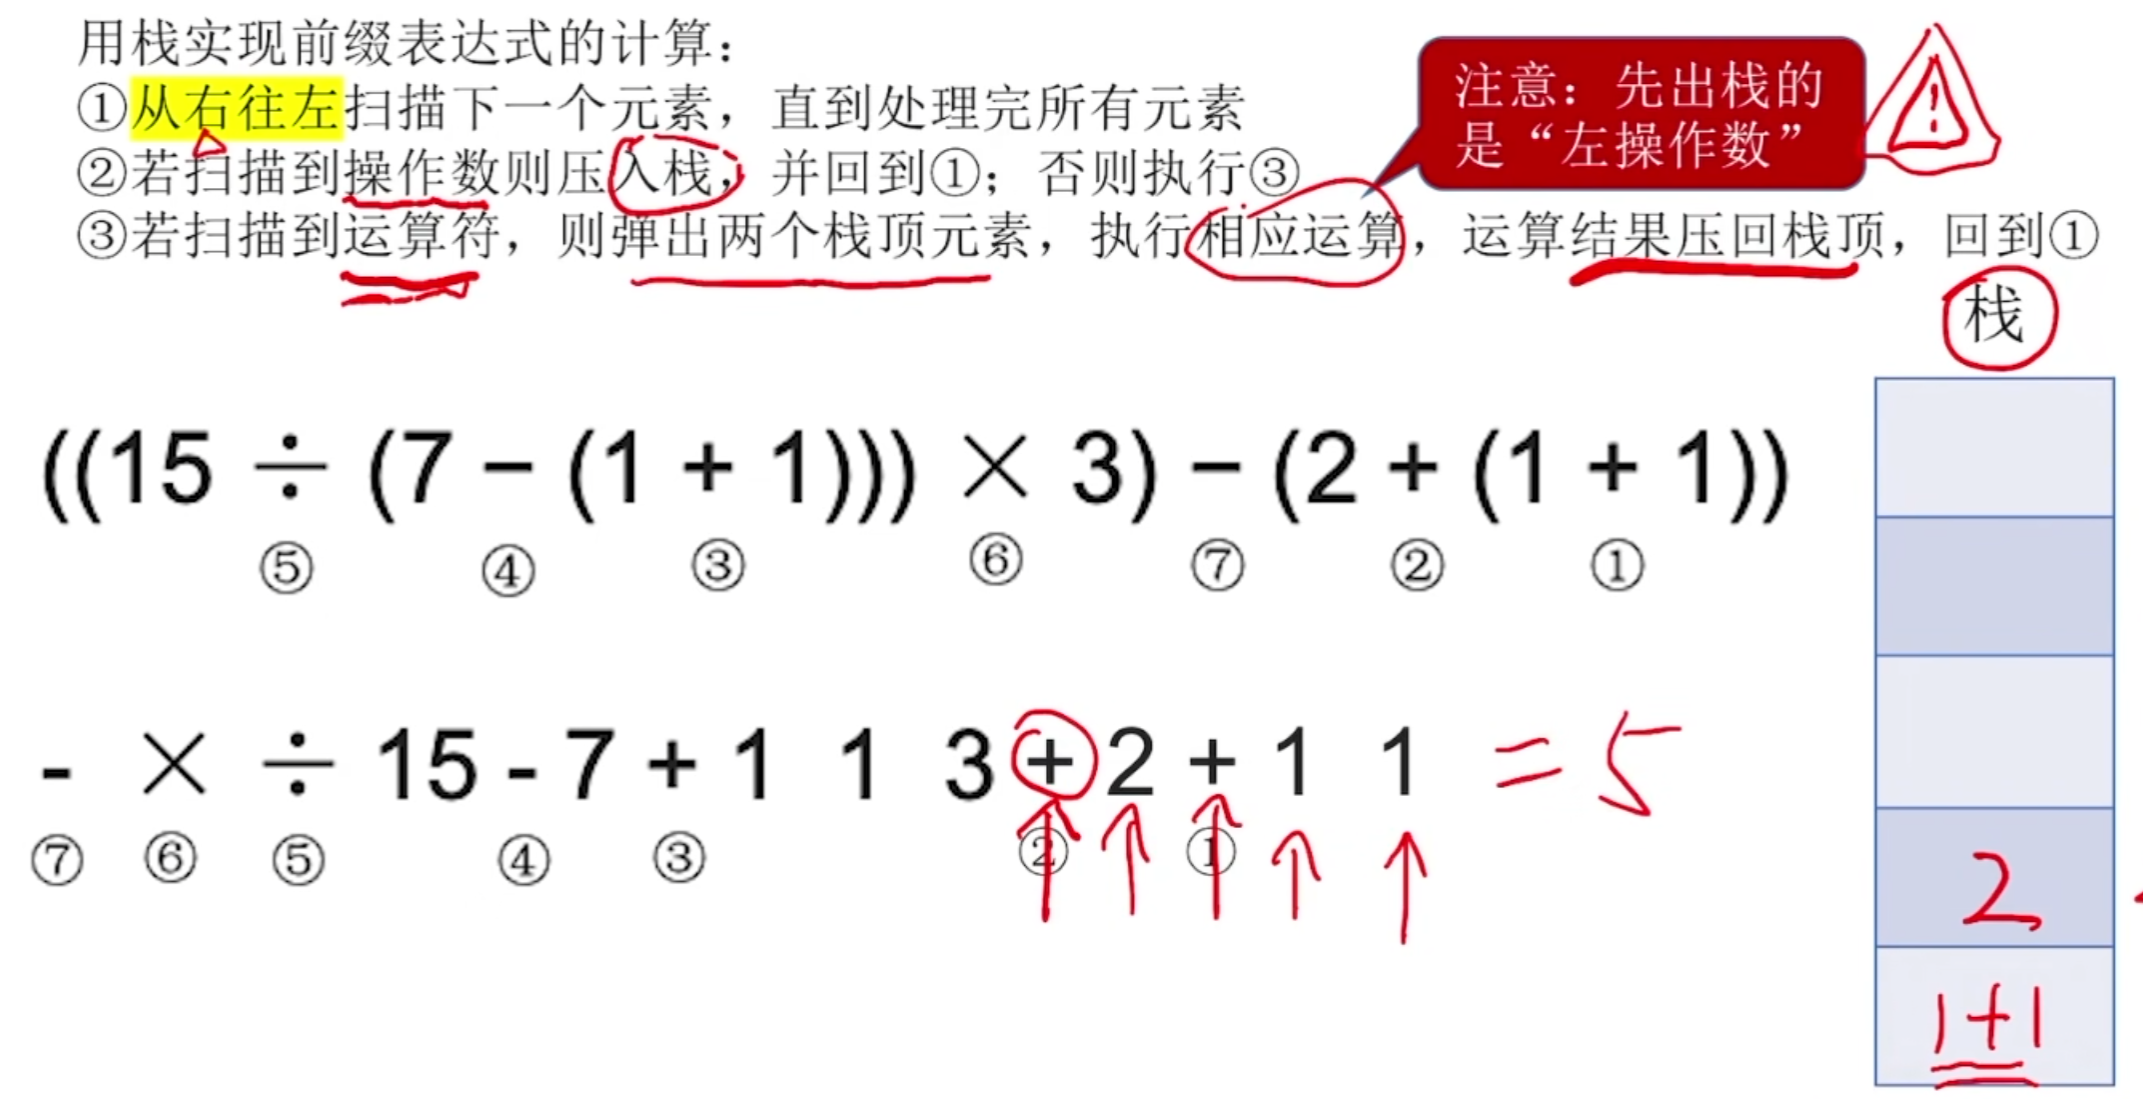 用栈实现前缀表达式的计算：
①从右往左扫描下一个元素，直到处理完所有元素
②若扫描到操作数则压入栈，并回到①；否则执行③
③若扫描到运算符，则弹出两个栈顶元素，执行相应运算，运算结果压回栈顶，回到①
注意：先出栈的
是“左操作数”
!
栈
((15 ÷ (7 − (1 + 1))) × 3) − (2 + (1 + 1))
⑤ ④ ③ ⑥ ⑦ ② ①
- × ÷ 15 - 7 + 1 1 3 + 2 + 1 1 = 5
⑦ ⑥ ⑤ ④ ③ ② ①
2
1+1